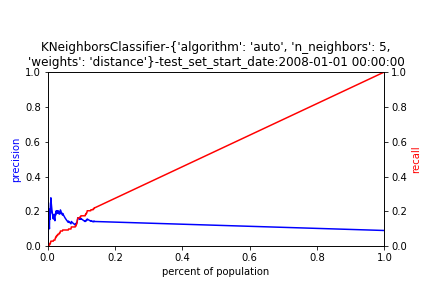 KNeighborsClassifier-{'algorithm': 'auto', 'n_neighbors': 5,
'weights': 'distance'}-test_set_start_date:2008-01-01 00:00:00
1.0
0.8
0.6
0.4
0.2
0.0
precision
1.0
0.8
0.6
0.4
0.2
0.0
recall
0.0 0.2 0.4 0.6 0.8 1.0
percent of population